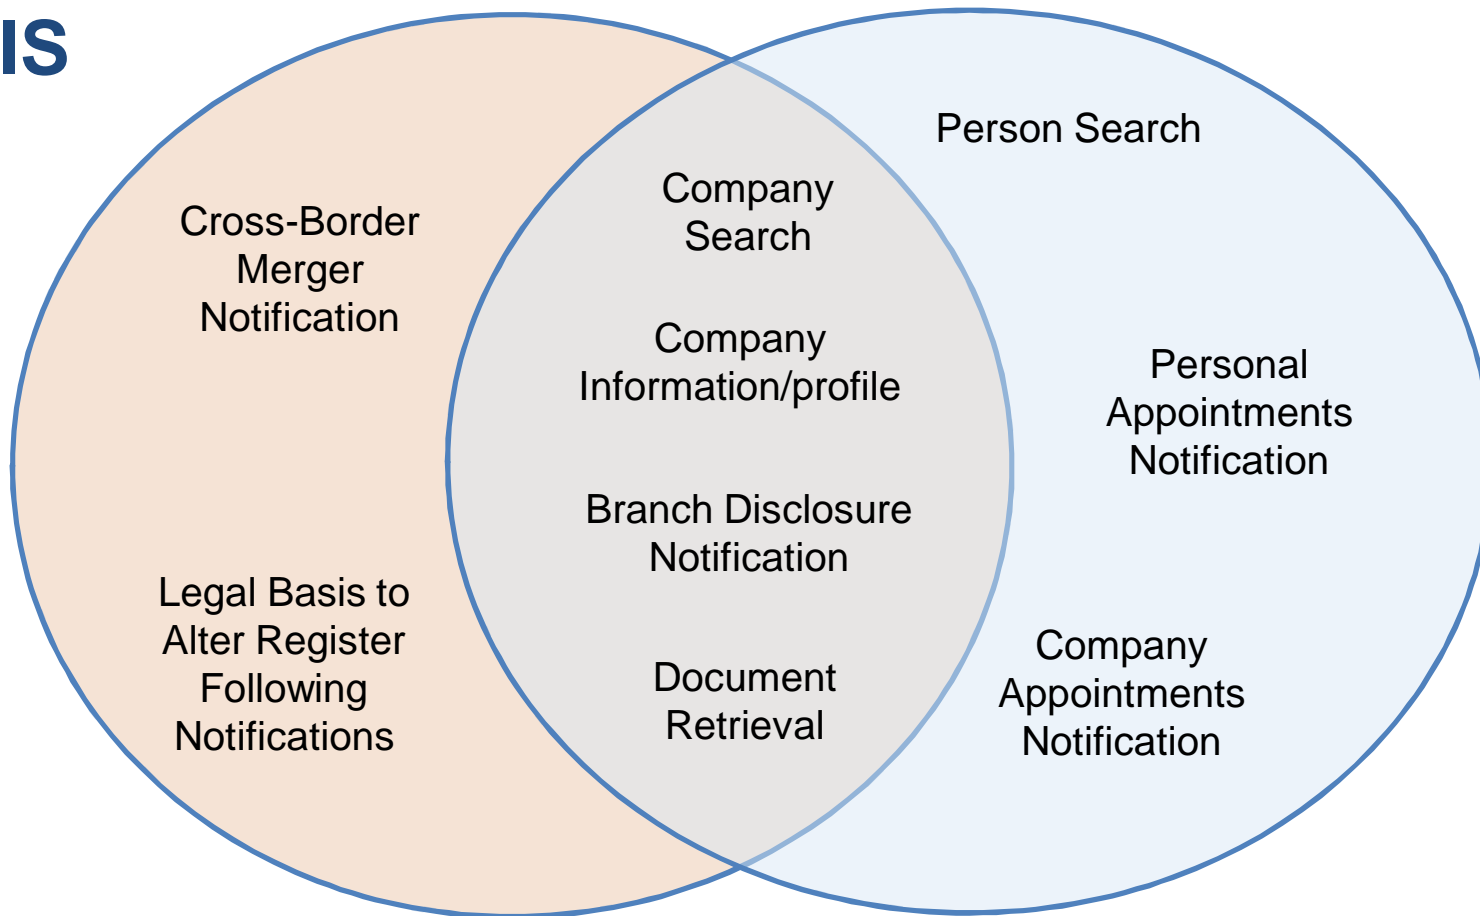 IS
Cross-Border
Merger
Notification
Legal Basis to
Alter Register
Following
Notifications
Company
Search
Company
Information/profile
Branch Disclosure
Notification
Document
Retrieval
Person Search
Personal
Appointments
Notification
Company
Appointments
Notification